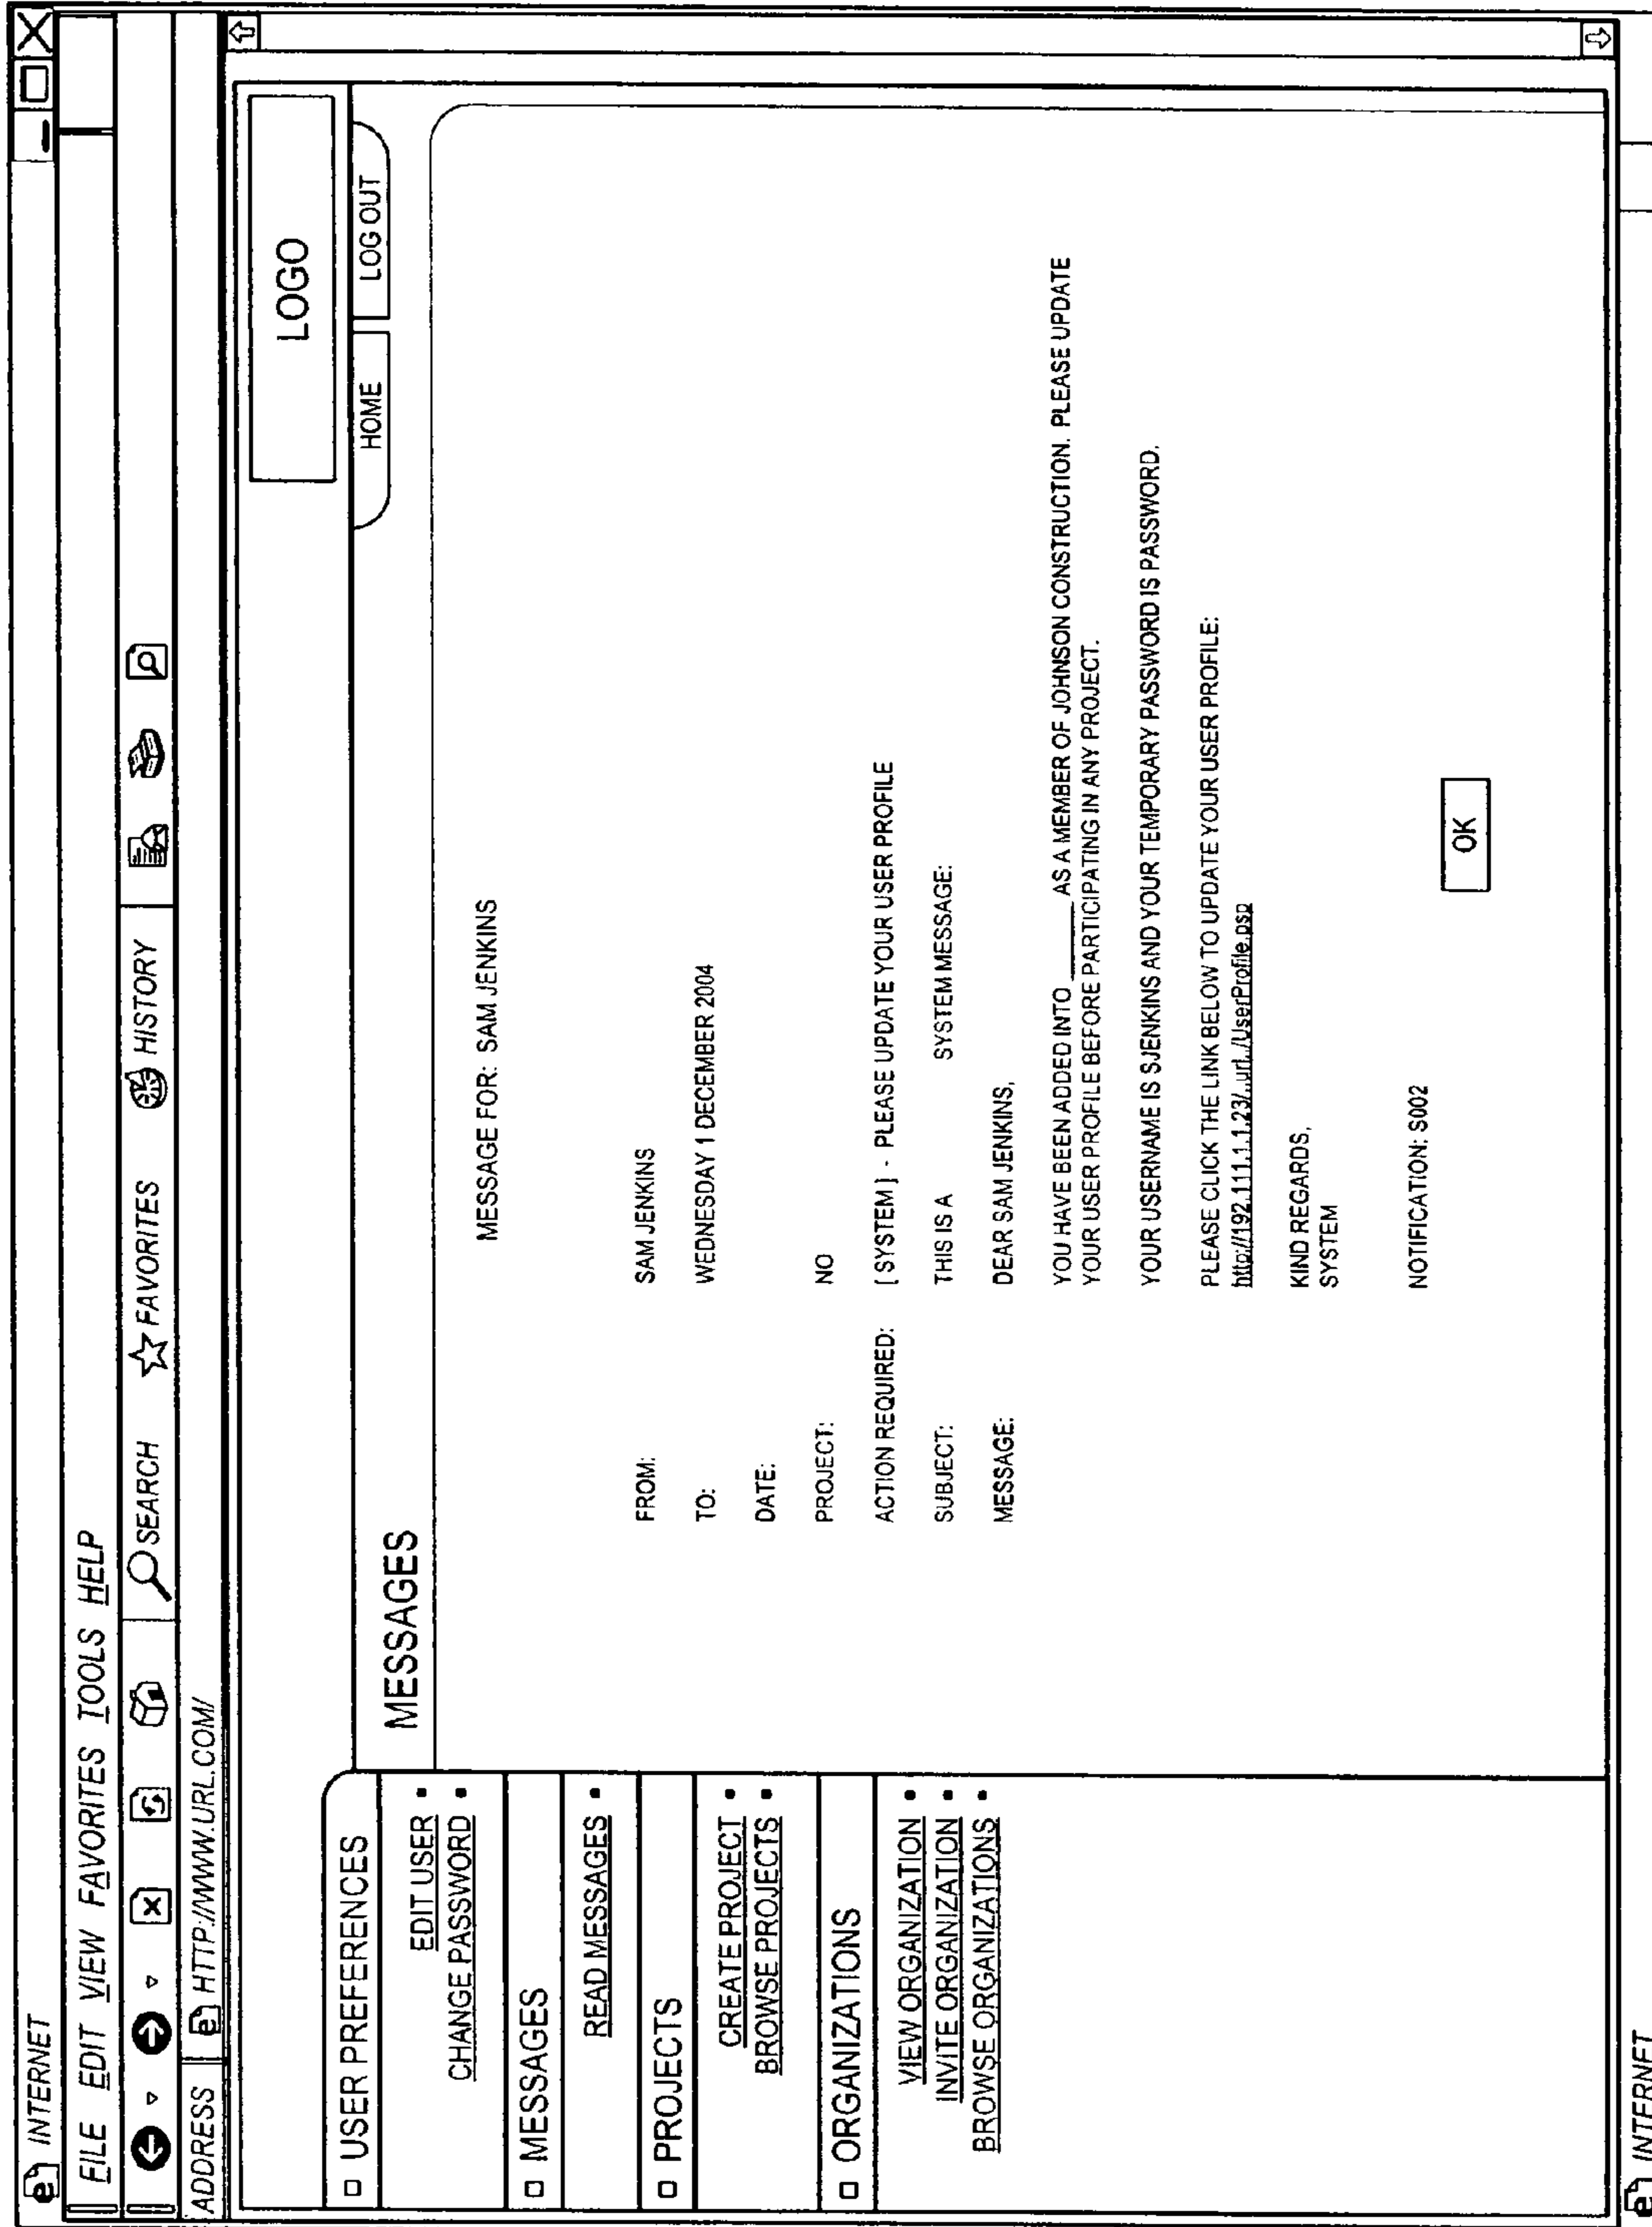 INTERNET
FILE EDIT VIEW FAVORITES TOOLS HELP
SEARCH FAVORITES HISTORY
ADDRESS HTTP://WWW.URL.COM/
LOGO
HOME LOG OUT
USER PREFERENCES
EDIT USER
CHANGE PASSWORD
MESSAGES
READ MESSAGES
PROJECTS
CREATE PROJECT
BROWSE PROJECTS
ORGANIZATIONS
VIEW ORGANIZATION
INVITE ORGANIZATION
BROWSE ORGANIZATIONS
MESSAGES
MESSAGE FOR: SAM JENKINS
FROM: SAM JENKINS
TO: WEDNESDAY 1 DECEMBER 2004
DATE:
PROJECT: NO
ACTION REQUIRED: [SYSTEM] - PLEASE UPDATE YOUR USER PROFILE
SUBJECT: THIS IS A SYSTEM MESSAGE:
MESSAGE: DEAR SAM JENKINS,
YOU HAVE BEEN ADDED INTO ______ AS A MEMBER OF JOHNSON CONSTRUCTION. PLEASE UPDATE
YOUR USER PROFILE BEFORE PARTICIPATING IN ANY PROJECT.
YOUR USERNAME IS SJENKINS AND YOUR TEMPORARY PASSWORD IS PASSWORD.
PLEASE CLICK THE LINK BELOW TO UPDATE YOUR USER PROFILE:
http://192.111.1.23/..url../UserProfile.psp
KIND REGARDS,
SYSTEM
NOTIFICATION: S002
OK
INTERNET